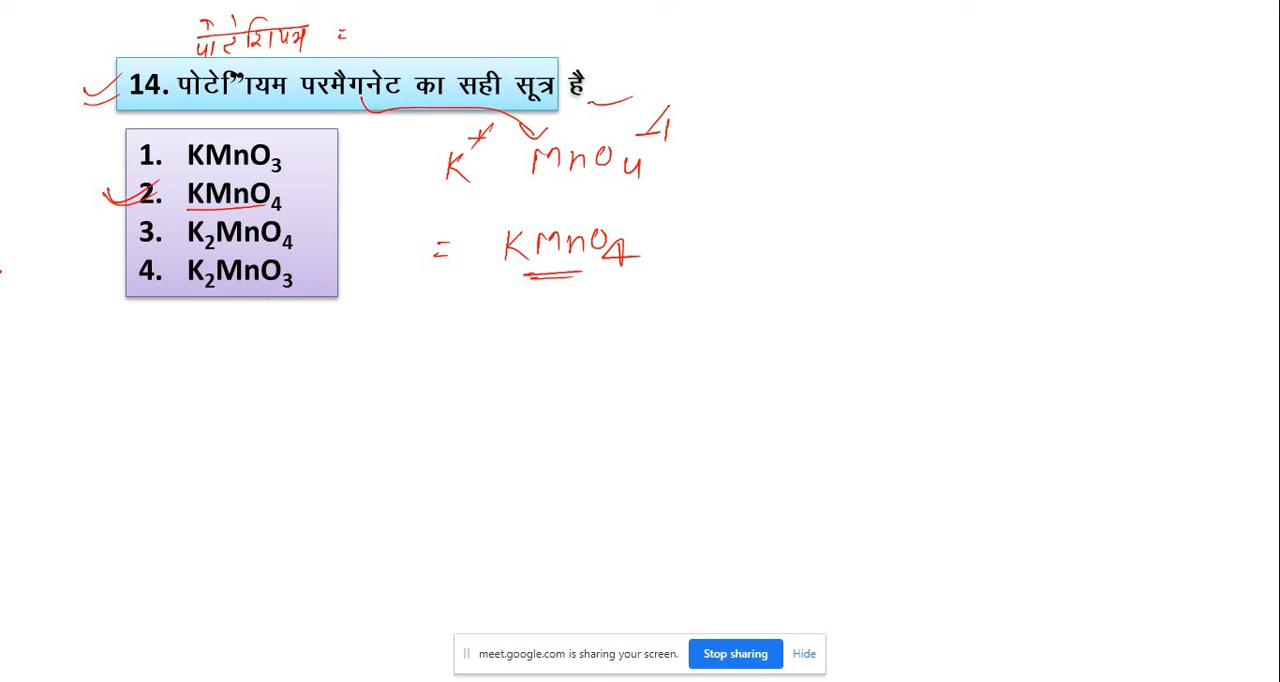 पोटेशियम =
14. पोटेि”ायम परमैगनेट का सही सूत्र है
1. KMnO₃
2. KMnO₄
3. K₂MnO₄
4. K₂MnO₃
K⁺ MnO₄⁻¹
= KMnO₄
meet.google.com is sharing your screen. Stop sharing Hide